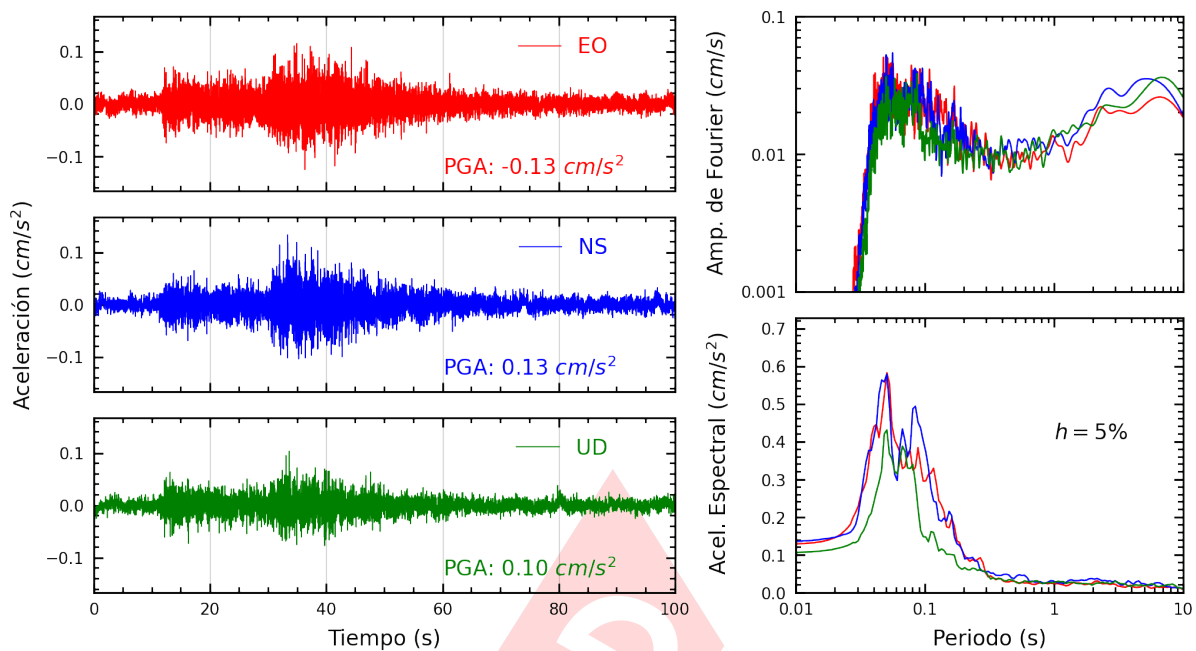 Aceleración (cm/s²)
0.1
0.0
−0.1
EO
PGA: -0.13 cm/s²
0.1
0.0
−0.1
NS
PGA: 0.13 cm/s²
0.1
0.0
−0.1
UD
PGA: 0.10 cm/s²
0 20 40 60 80 100
Tiempo (s)
Amp. de Fourier (cm/s)
0.1
0.01
0.001
Acel. Espectral (cm/s²)
0.7
0.6
0.5
0.4
0.3
0.2
0.1
0.0
h = 5%
0.01 0.1 1 10
Periodo (s)